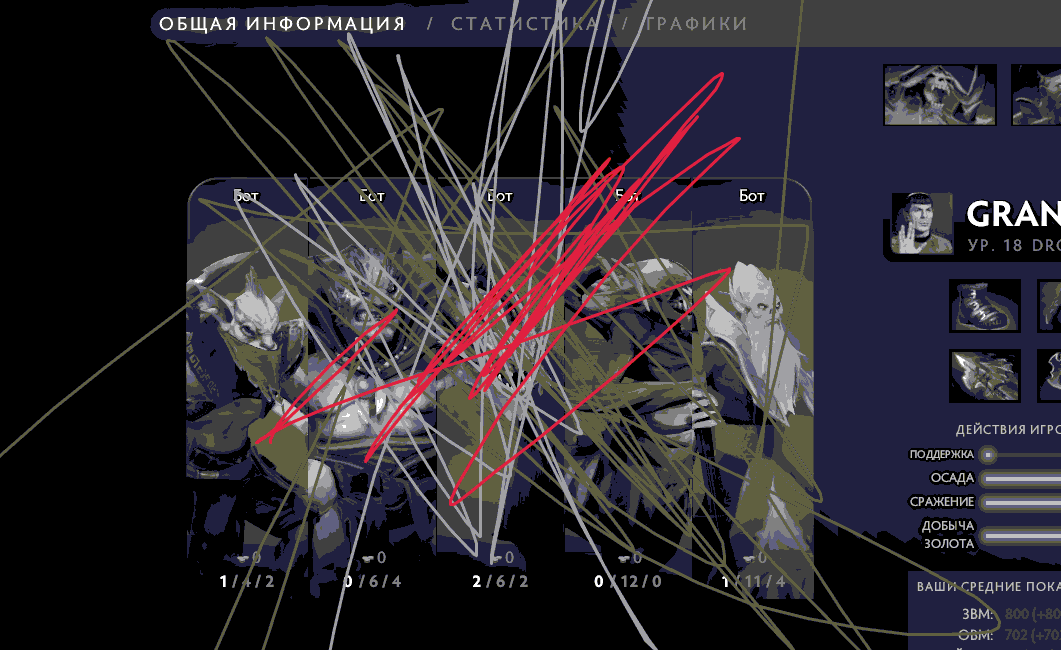 ОБЩАЯ ИНФОРМАЦИЯ / СТАТИСТИКА / ГРАФИКИ
Бот Бот Бот Бот Бот
GRAN
УР. 18 DRO
ДЕЙСТВИЯ ИГРО
ПОДДЕРЖКА
ОСАДА
СРАЖЕНИЕ
ДОБЫЧА
ЗОЛОТА
0 0 0 0 0
1 / 4 / 2 0 / 6 / 4 2 / 6 / 2 0 / 12 / 0 1 / 11 / 4
ВАШИ СРЕДНИЕ ПОКА
ЗВМ: 800 (+80
ОВМ: 702 (+70